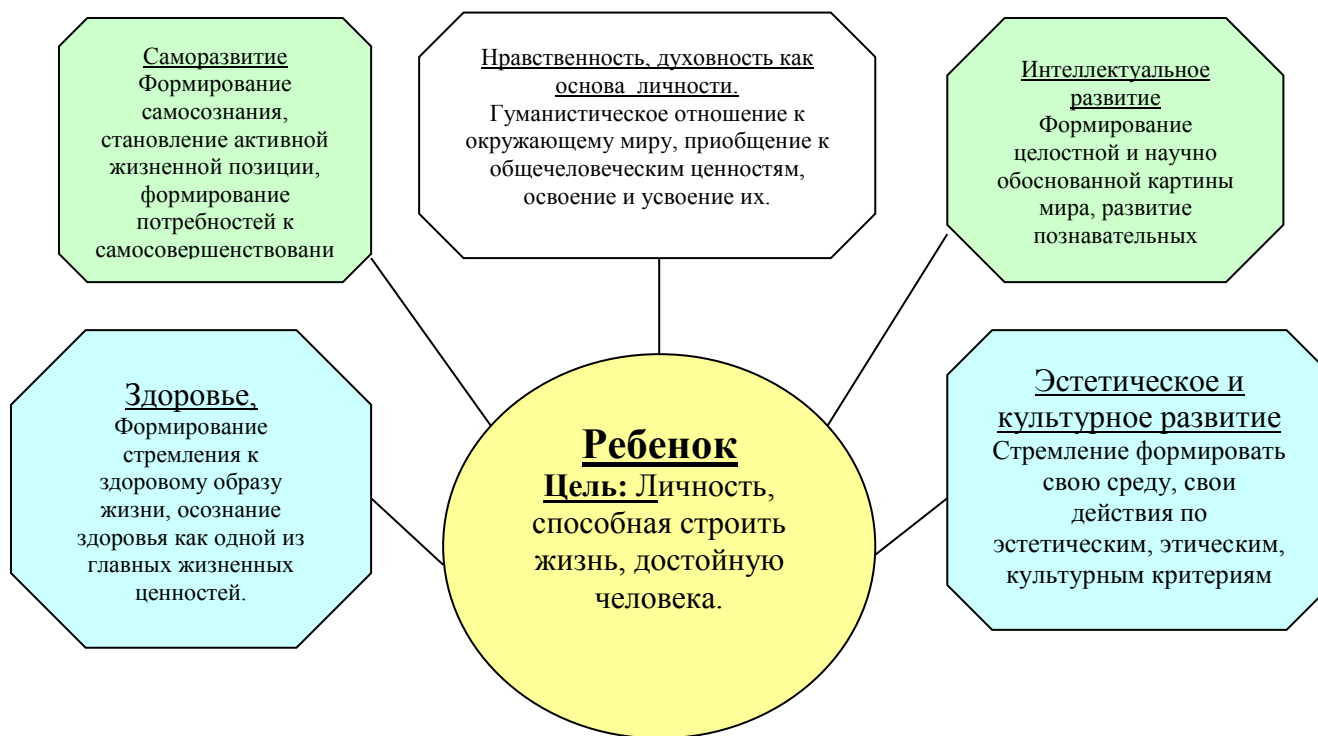 Саморазвитие
Формирование
самосознания,
становление активной
жизненной позиции,
формирование
потребностей к
самосовершенствовани
Нравственность, духовность как
основа личности.
Гуманистическое отношение к
окружающему миру, приобщение к
общечеловеческим ценностям,
освоение и усвоение их.
Интеллектуальное
развитие
Формирование
целостной и научно
обоснованной картины
мира, развитие
познавательных
Здоровье,
Формирование
стремления к
здоровому образу
жизни, осознание
здоровья как одной из
главных жизненных
ценностей.
Ребенок
Цель: Личность,
способная строить
жизнь, достойную
человека.
Эстетическое и
культурное развитие
Стремление формировать
свою среду, свои
действия по
эстетическим, этическим,
культурным критериям